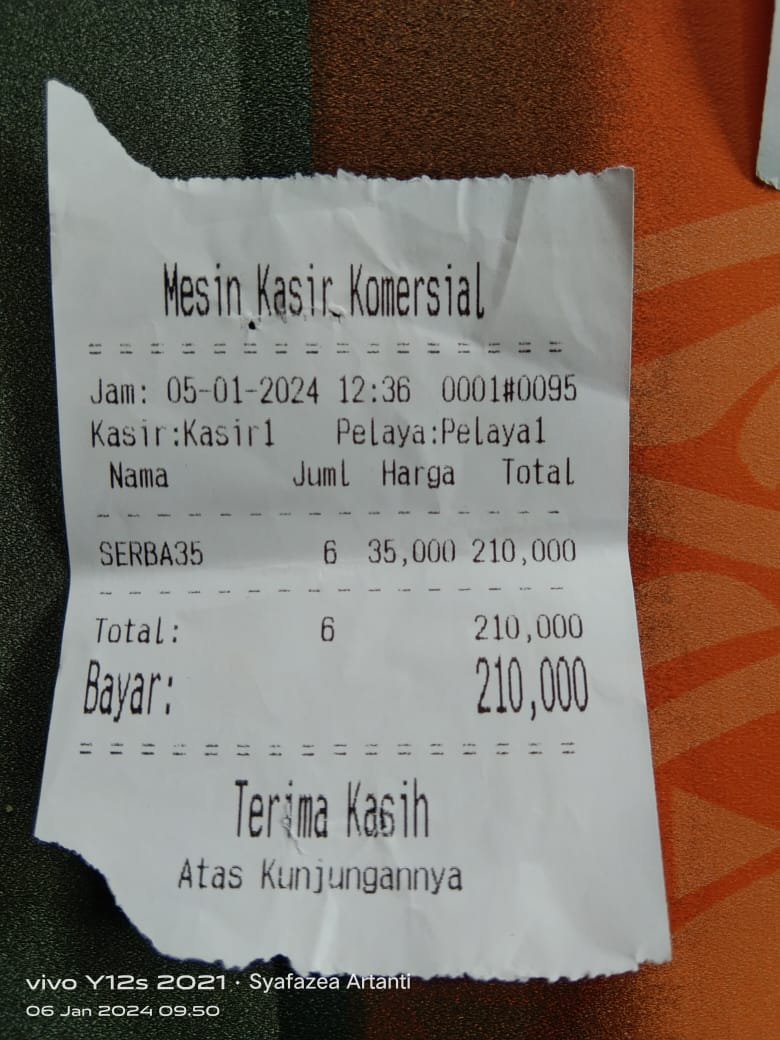 Mesin Kasir Komersial
Jam: 05-01-2024 12:36 0001#0095
Kasir:Kasir1 Pelaya:Pelaya1
Nama Juml Harga Total
SERBA35 6 35,000 210,000
Total: 6 210,000
Bayar: 210,000
Terima Kasih
Atas Kunjungannya
vivo Y12s 2021 · Syafazea Artanti
06 Jan 2024 09.50